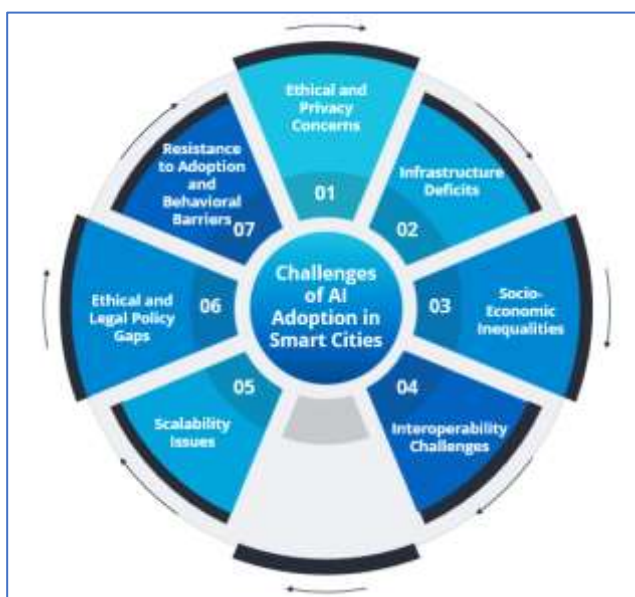 Ethical and
Privacy
Concerns
01
Infrastructure
Deficits
02
Socio-
Economic
Inequalities
03
Interoperability
Challenges
04
Scalability
Issues
05
Ethical and
Legal Policy
Gaps
06
Resistance
to Adoption
and
Behavioral
Barriers
07
Challenges
of AI
Adoption in
Smart Cities